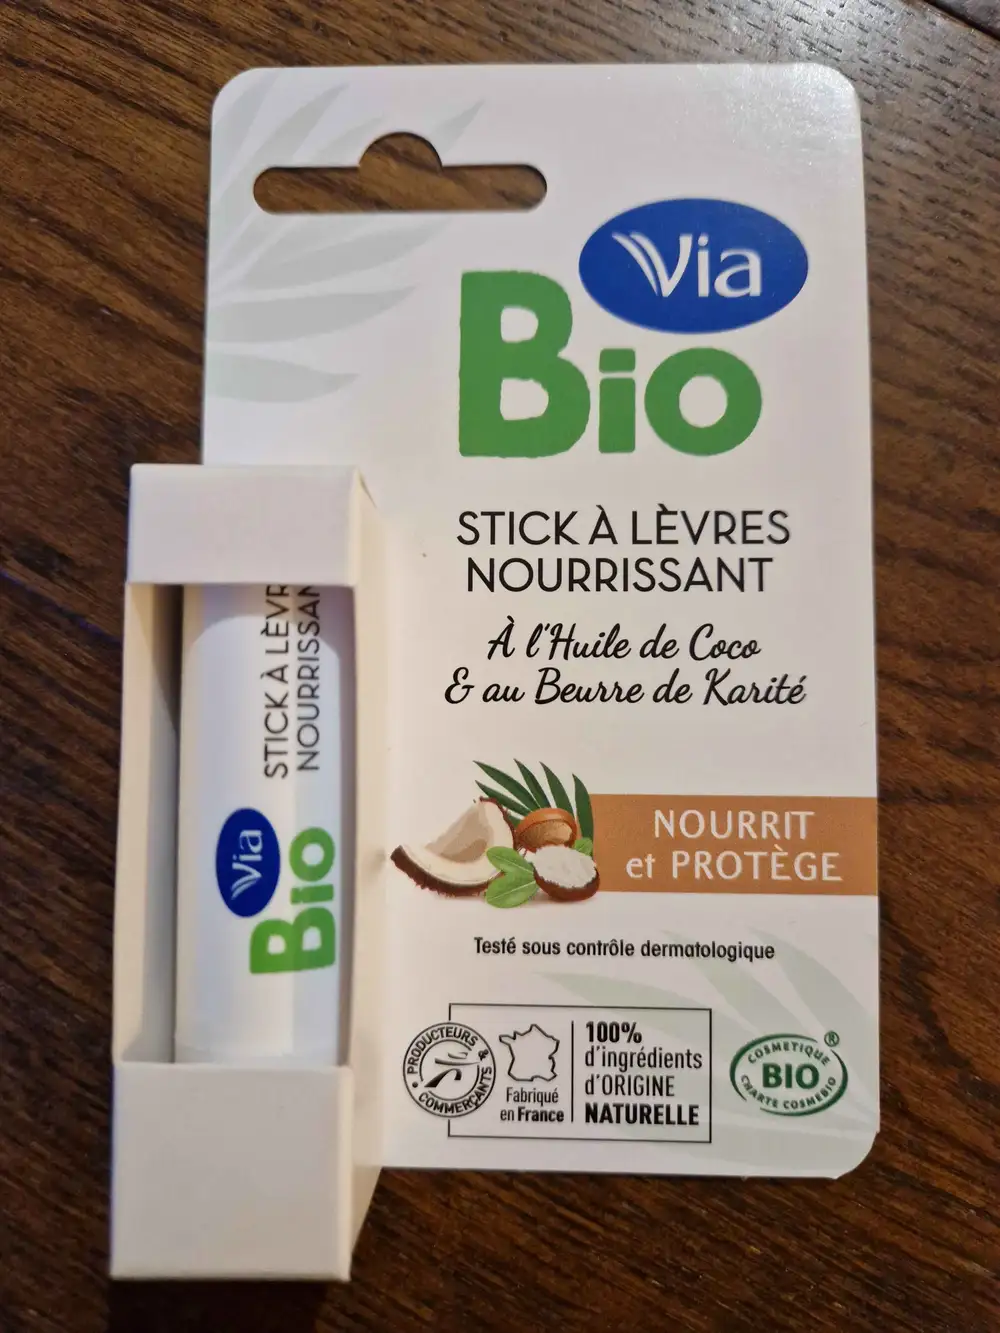 Via
Bio
STICK À LÈVRES
NOURRISSANT
À l'Huile de Coco
& au Beurre de Karité
NOURRIT
et PROTÈGE
Testé sous contrôle dermatologique
PRODUCTEURS &
COMMERÇANTS
Fabriqué
en France
100%
d'ingrédients
d'ORIGINE
NATURELLE
COSMETIQUE
BIO
CHARTE COSMEBIO
®
STICK À LÈVR
NOURRISSAN
Via
Bio